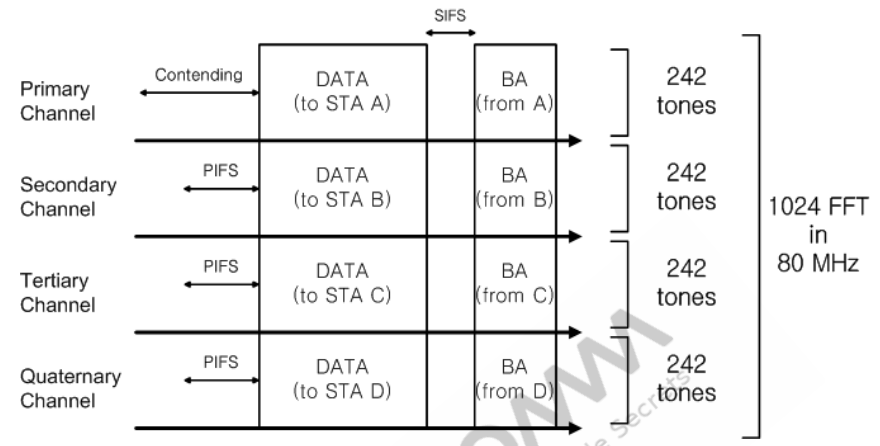 SIFS
Primary
Channel
Contending
DATA
(to STA A)
BA
(from A)
242
tones
Secondary
Channel
PIFS
DATA
(to STA B)
BA
(from B)
242
tones
1024 FFT
in
80 MHz
Tertiary
Channel
PIFS
DATA
(to STA C)
BA
(from C)
242
tones
Quaternary
Channel
PIFS
DATA
(to STA D)
BA
(from D)
242
tones
Secrets